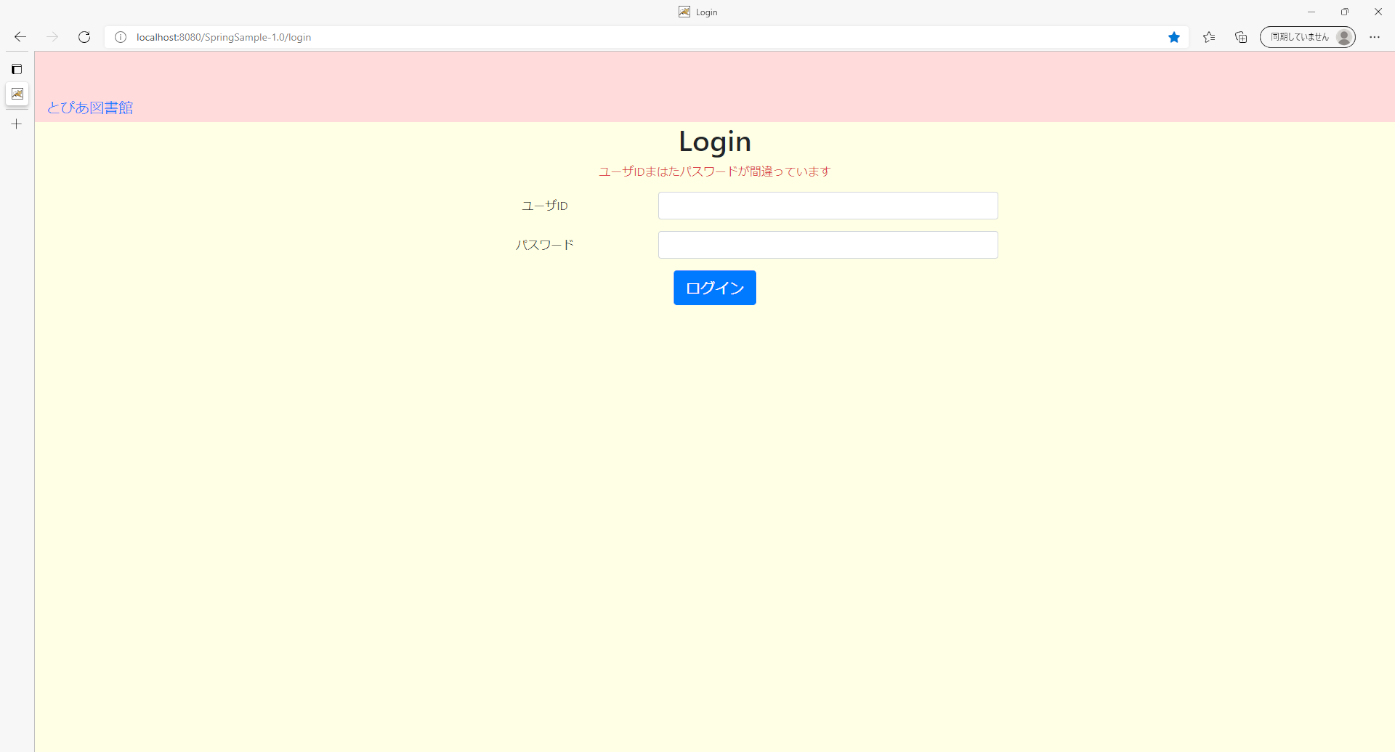 Login
localhost:8080/SpringSample-1.0/login
同期していません
とぴあ図書館
Login
ユーザIDまはたパスワードが間違っています
ユーザID
パスワード
ログイン